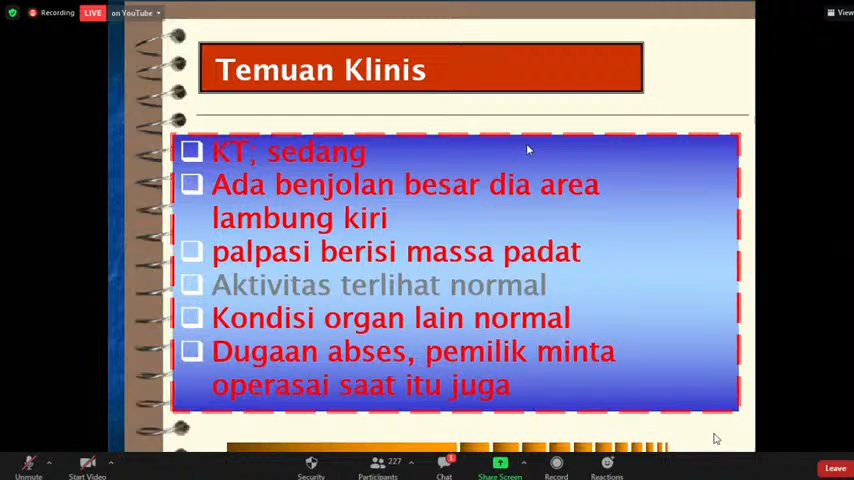 Recording
LIVE
on YouTube
View
Temuan Klinis
KT; sedang
Ada benjolan besar dia area
lambung kiri
palpasi berisi massa padat
Aktivitas terlihat normal
Kondisi organ lain normal
Dugaan abses, pemilik minta
operasai saat itu juga
Unmute
Start Video
Security
Participants
227
Chat
1
Share Screen
Record
Reactions
Leave